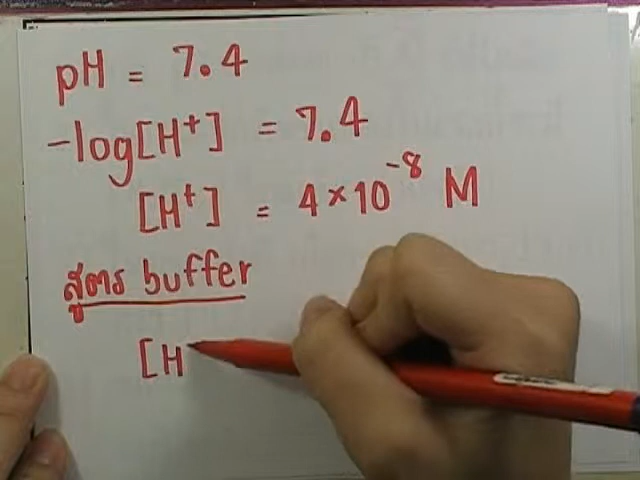 pH = 7.4
-log[H⁺] = 7.4
[H⁺] = 4×10⁻⁸ M
สูตร buffer
[H